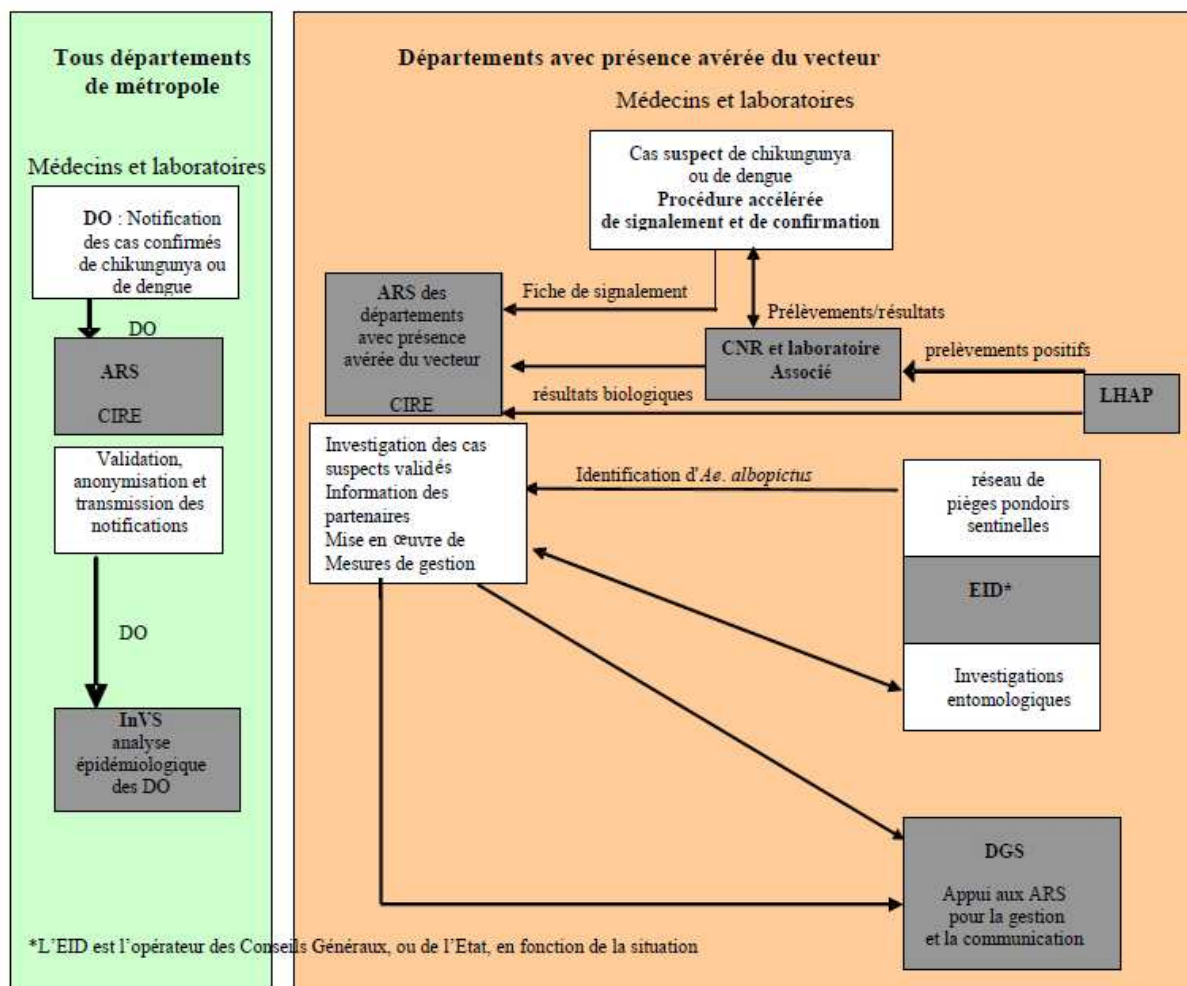 Tous départements
de métropole
Médecins et laboratoires
DO : Notification
des cas confirmés
de chikungunya ou
de dengue
DO
ARS
CIRE
Validation,
anonymisation et
transmission des
notifications
DO
InVS
analyse
épidémiologique
des DO
Départements avec présence avérée du vecteur
Médecins et laboratoires
Cas suspect de chikungunya
ou de dengue
Procédure accélérée
de signalement et de confirmation
Fiche de signalement
Prélèvements/résultats
ARS des
départements
avec présence
avérée du vecteur
CIRE
CNR et laboratoire
Associé
prelèvements positifs
LHAP
résultats biologiques
Investigation des cas
suspects validés
Information des
partenaires
Mise en œuvre de
Mesures de gestion
Identification d'Ae. albopictus
réseau de
pièges pondoirs
sentinelles
EID*
Investigations
entomologiques
DGS
Appui aux ARS
pour la gestion
et la communication
*L'EID est l'opérateur des Conseils Généraux, ou de l'Etat, en fonction de la situation